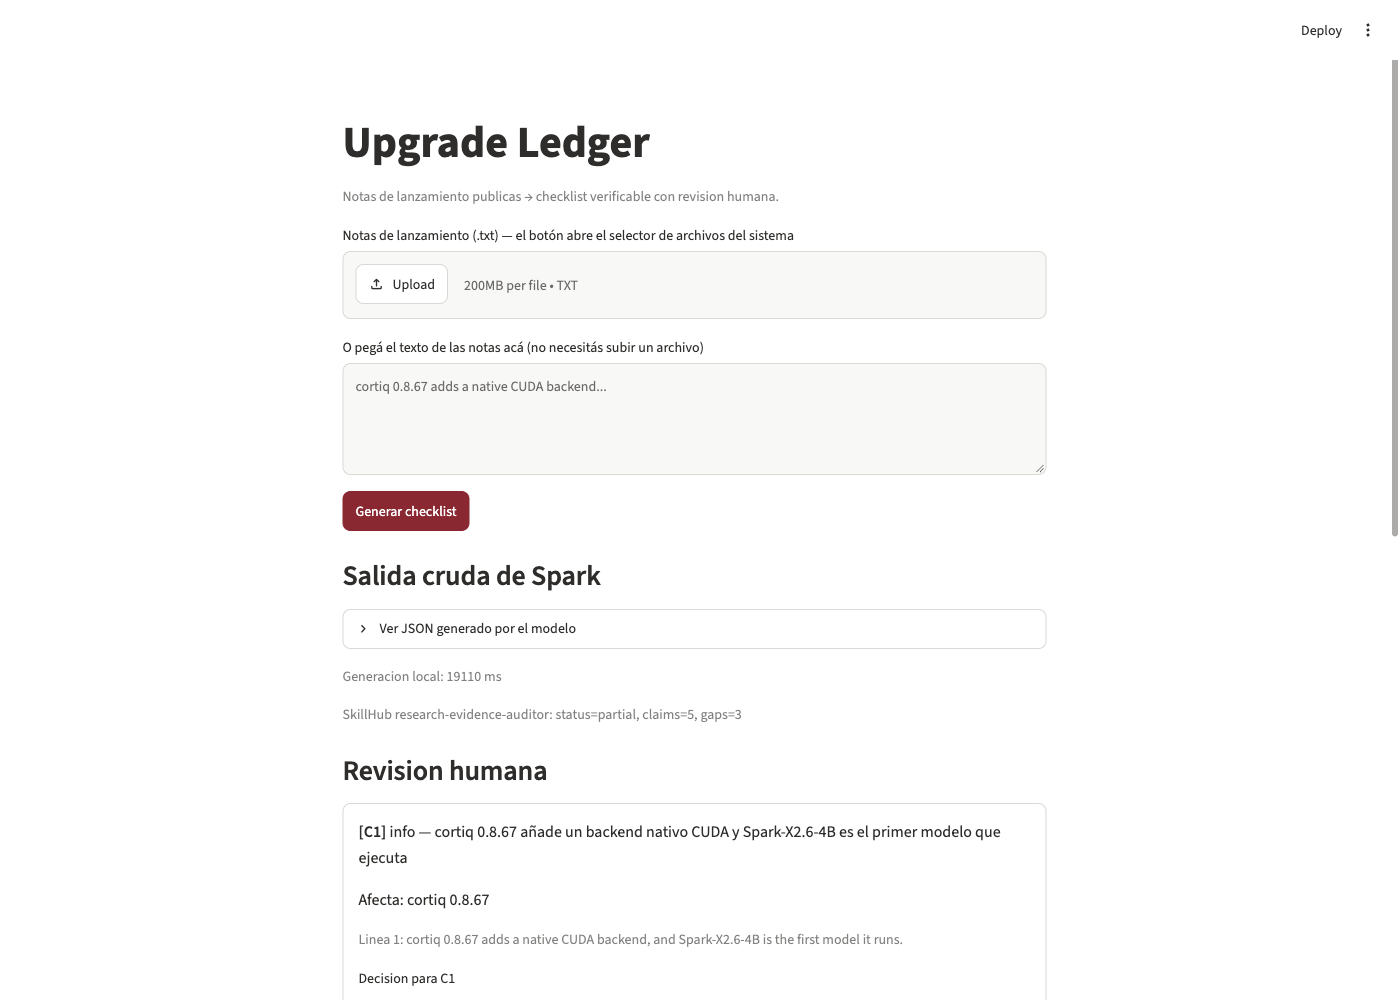 Deploy
Upgrade Ledger
Notas de lanzamiento publicas → checklist verificable con revision humana.
Notas de lanzamiento (.txt) — el botón abre el selector de archivos del sistema
Upload
200MB per file • TXT
O pegá el texto de las notas acá (no necesitás subir un archivo)
cortiq 0.8.67 adds a native CUDA backend...
Generar checklist
Salida cruda de Spark
Ver JSON generado por el modelo
Generacion local: 19110 ms
SkillHub research-evidence-auditor: status=partial, claims=5, gaps=3
Revision humana
[C1] info — cortiq 0.8.67 añade un backend nativo CUDA y Spark-X2.6-4B es el primer modelo que
ejecuta
Afecta: cortiq 0.8.67
Linea 1: cortiq 0.8.67 adds a native CUDA backend, and Spark-X2.6-4B is the first model it runs.
Decision para C1